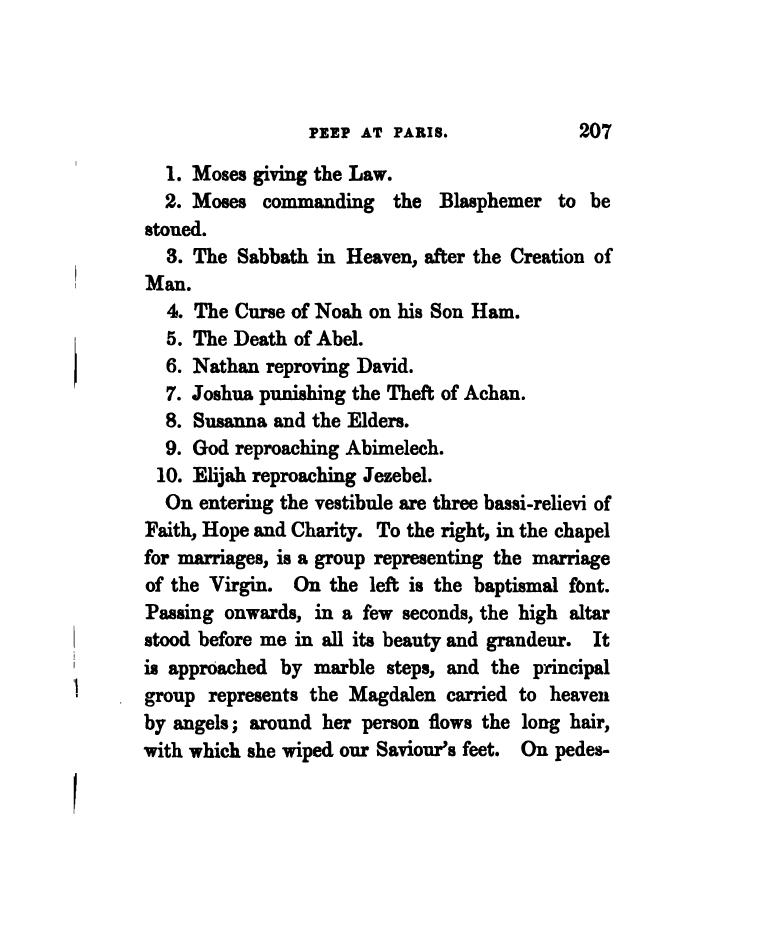 PEEP AT PARIS. 207
1. Moses giving the Law.
2. Moses commanding the Blasphemer to be
stoned.
3. The Sabbath in Heaven, after the Creation of
Man.
4. The Curse of Noah on his Son Ham.
5. The Death of Abel.
6. Nathan reproving David.
7. Joshua punishing the Theft of Achan.
8. Susanna and the Elders.
9. God reproaching Abimelech.
10. Elijah reproaching Jezebel.
On entering the vestibule are three bassi-relievi of
Faith, Hope and Charity. To the right, in the chapel
for marriages, is a group representing the marriage
of the Virgin. On the left is the baptismal font.
Passing onwards, in a few seconds, the high altar
stood before me in all its beauty and grandeur. It
is approached by marble steps, and the principal
group represents the Magdalen carried to heaven
by angels; around her person flows the long hair,
with which she wiped our Saviour's feet. On pedes-